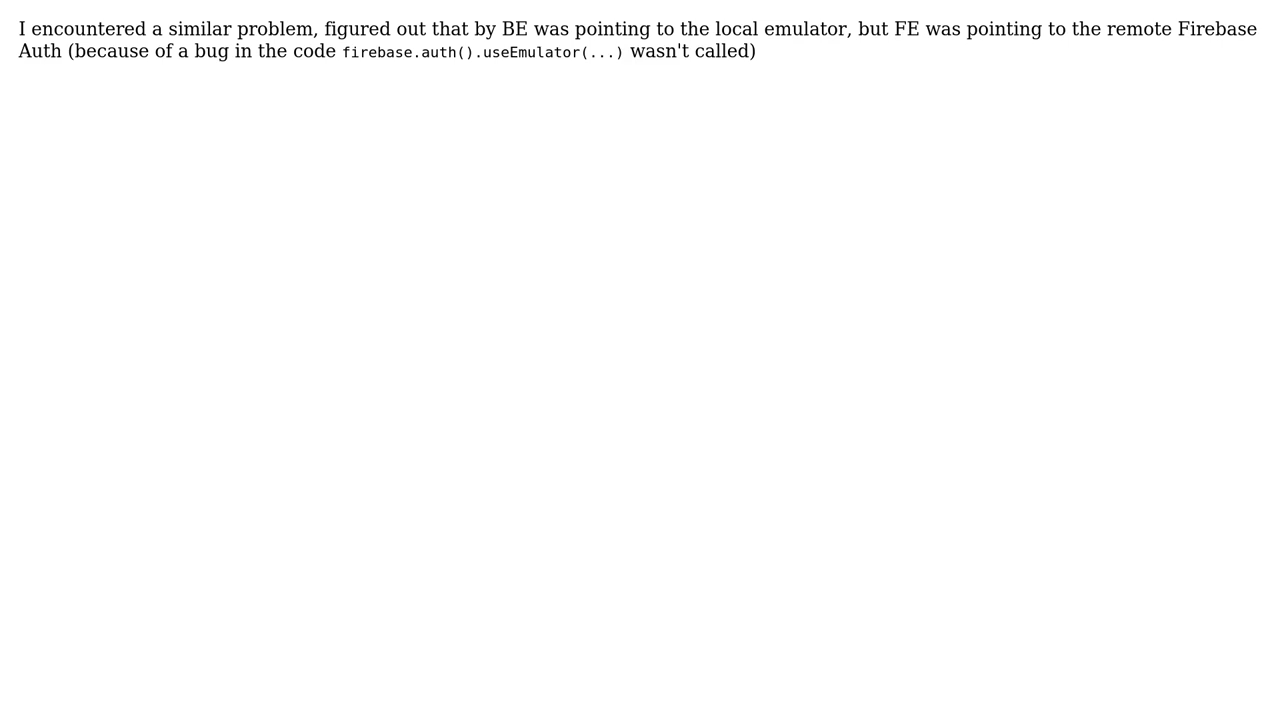 I encountered a similar problem, figured out that by BE was pointing to the local emulator, but FE was pointing to the remote Firebase
Auth (because of a bug in the code firebase.auth().useEmulator(...) wasn't called)